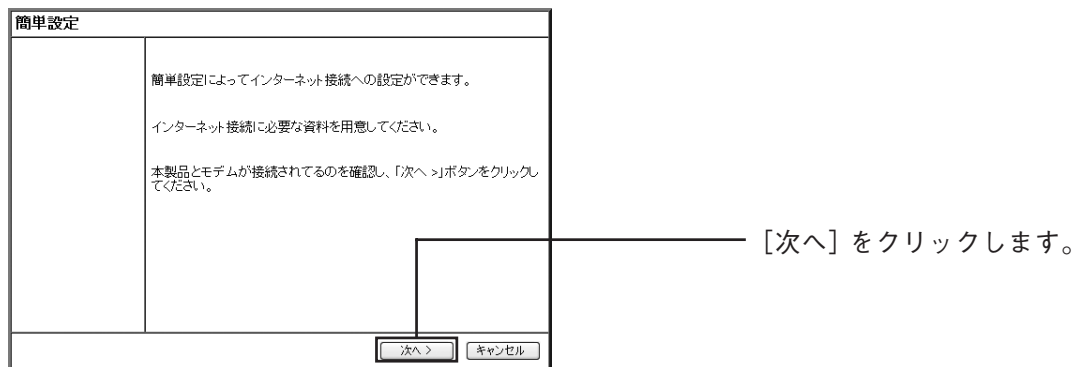 簡単設定
簡単設定によってインターネット接続への設定ができます。
インターネット接続に必要な資料を用意してください。
本製品とモデムが接続されてるのを確認し、「次へ >」ボタンをクリックし
てください。
［次へ］をクリックします。
次へ >
キャンセル